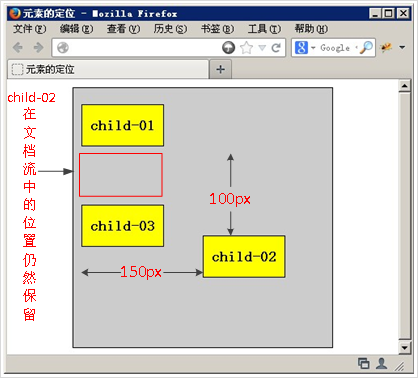 元素的定位 - Mozilla Firefox
文件(F) 编辑(E) 查看(V) 历史(S) 书签(B) 工具(T) 帮助(H)
Google
元素的定位
child-02
在文档流中的位置仍然保留
child-01
100px
child-03
child-02
150px